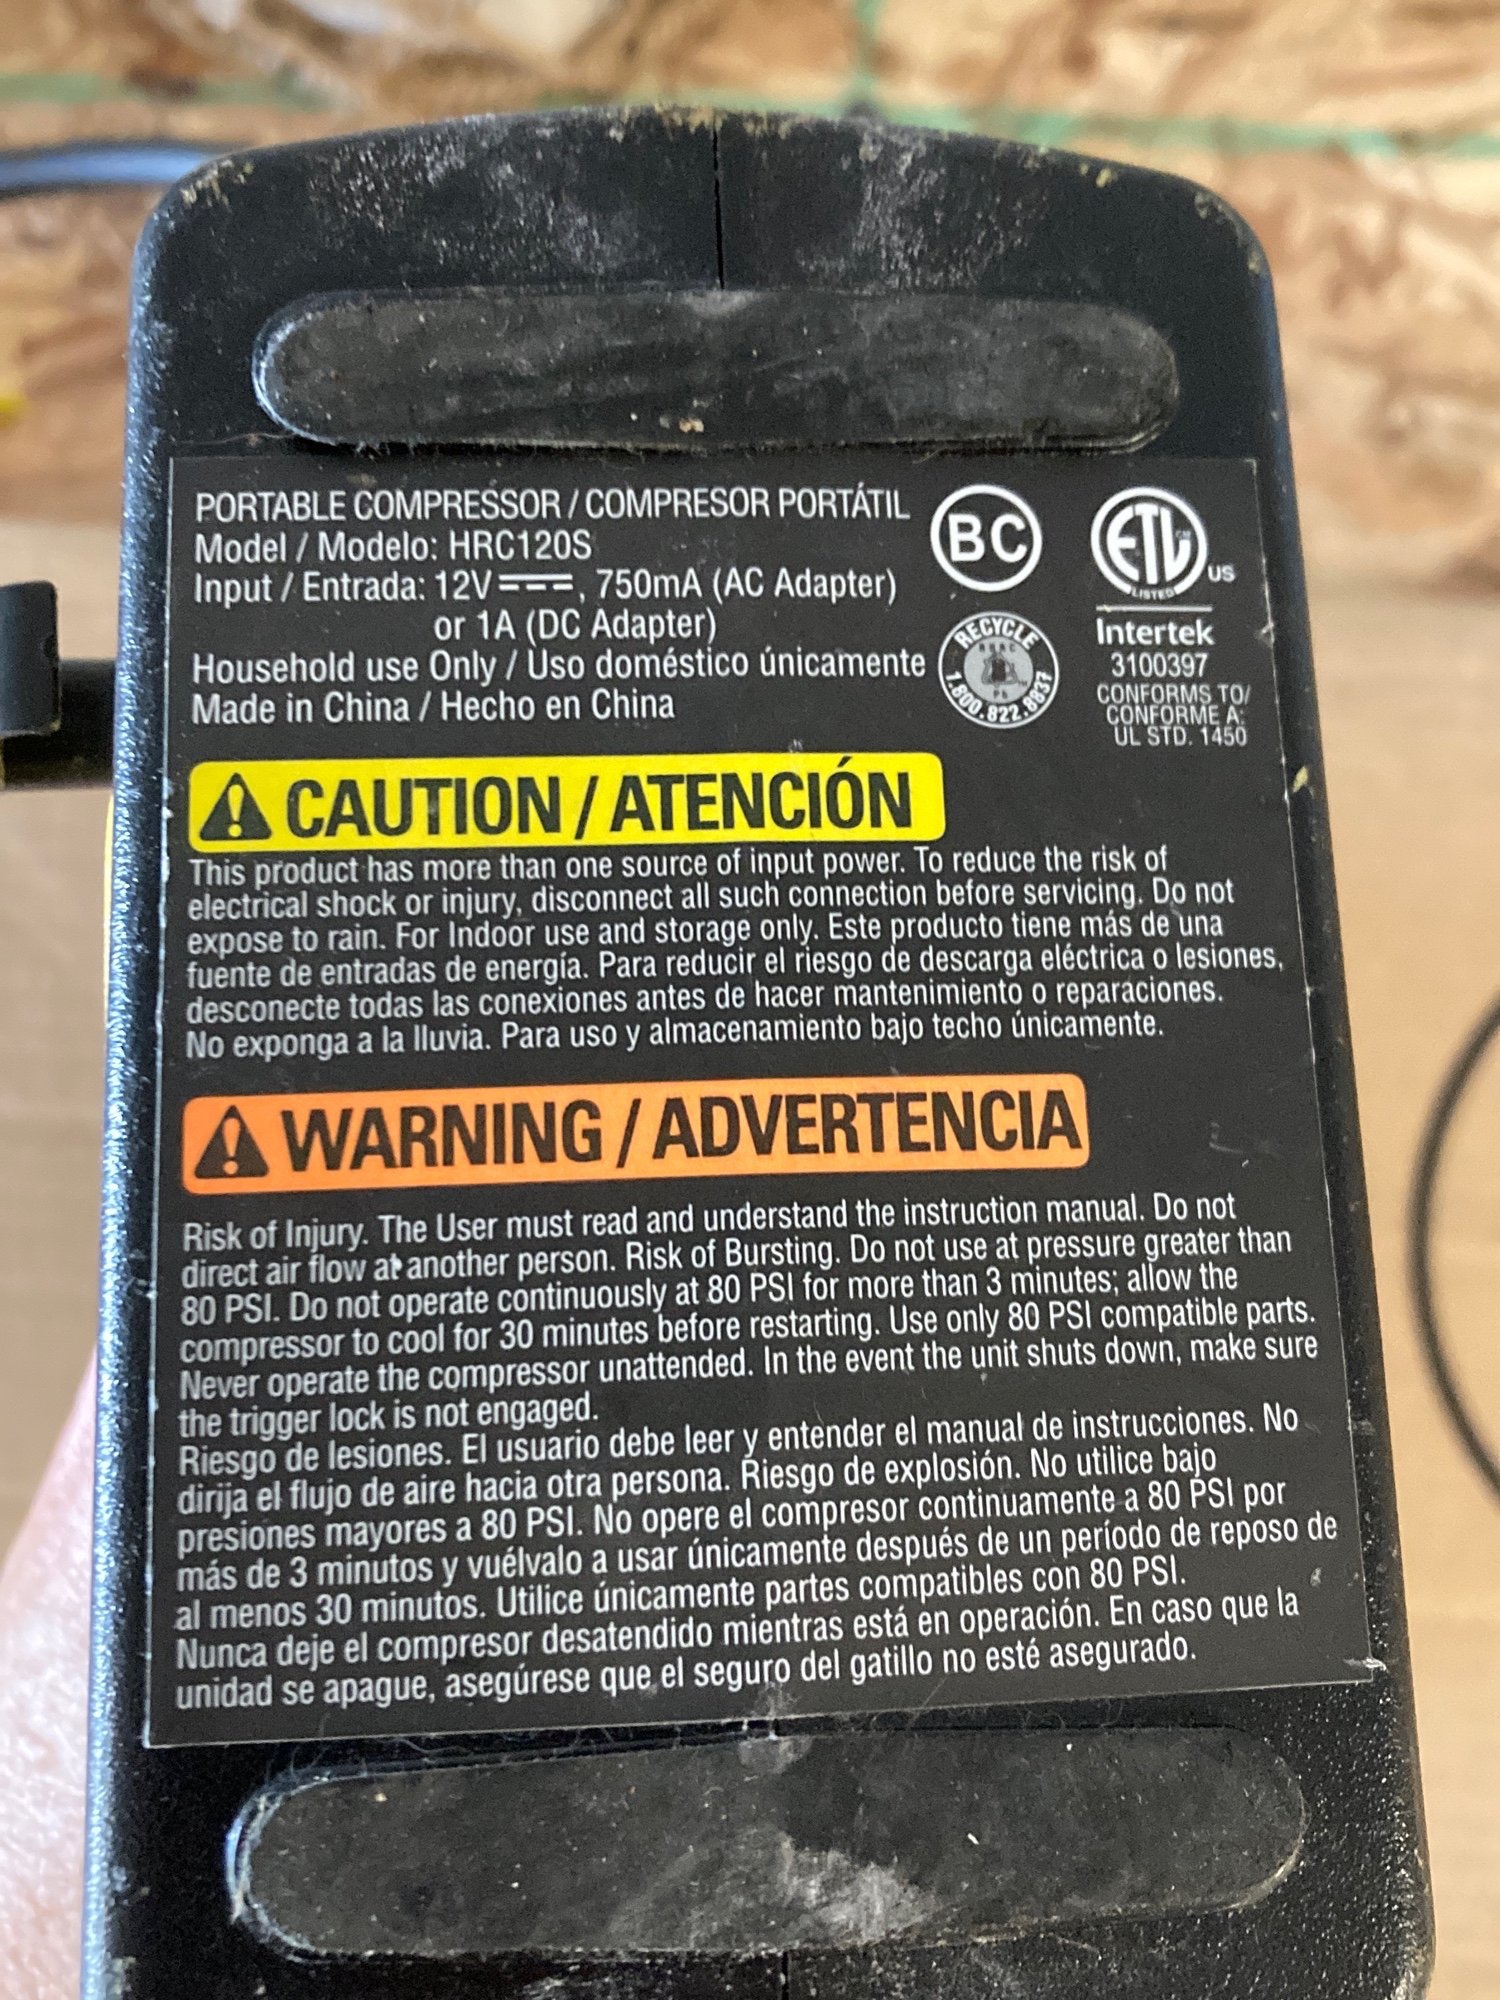 PORTABLE COMPRESSOR / COMPRESOR PORTÁTIL
Model / Modelo: HRC120S
Input / Entrada: 12V⎓, 750mA (AC Adapter)
or 1A (DC Adapter)
Household use Only / Uso doméstico únicamente
Made in China / Hecho en China
BC
ETL
US
LISTED
Intertek
3100397
CONFORMS TO/
CONFORME A:
UL STD. 1450
RECYCLE
1.800.822.8837
CAUTION / ATENCIÓN
This product has more than one source of input power. To reduce the risk of
electrical shock or injury, disconnect all such connection before servicing. Do not
expose to rain. For Indoor use and storage only. Este producto tiene más de una
fuente de entradas de energía. Para reducir el riesgo de descarga eléctrica o lesiones,
desconecte todas las conexiones antes de hacer mantenimiento o reparaciones.
No exponga a la lluvia. Para uso y almacenamiento bajo techo únicamente.
WARNING / ADVERTENCIA
Risk of Injury. The User must read and understand the instruction manual. Do not
direct air flow at another person. Risk of Bursting. Do not use at pressure greater than
80 PSI. Do not operate continuously at 80 PSI for more than 3 minutes; allow the
compressor to cool for 30 minutes before restarting. Use only 80 PSI compatible parts.
Never operate the compressor unattended. In the event the unit shuts down, make sure
the trigger lock is not engaged.
Riesgo de lesiones. El usuario debe leer y entender el manual de instrucciones. No
dirija el flujo de aire hacia otra persona. Riesgo de explosión. No utilice bajo
presiones mayores a 80 PSI. No opere el compresor continuamente a 80 PSI por
más de 3 minutos y vuélvalo a usar únicamente después de un período de reposo de
al menos 30 minutos. Utilice únicamente partes compatibles con 80 PSI.
Nunca deje el compresor desatendido mientras está en operación. En caso que la
unidad se apague, asegúrese que el seguro del gatillo no esté asegurado.